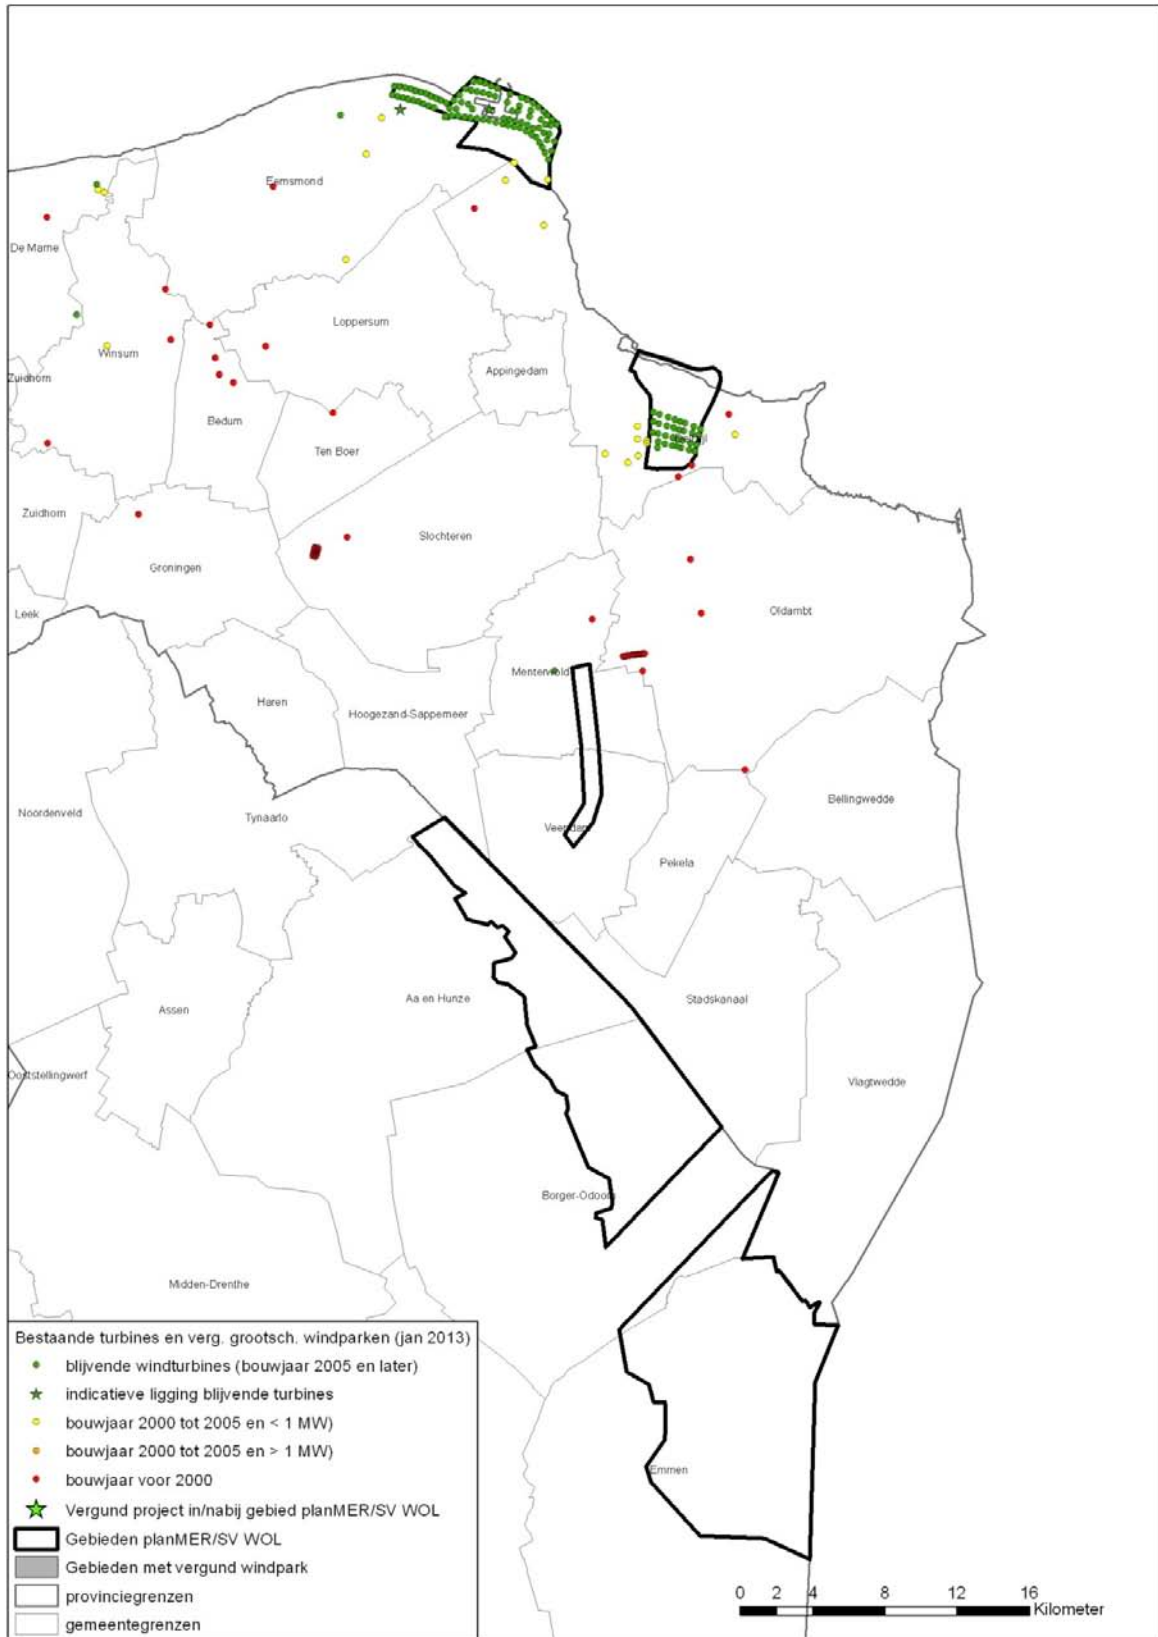 Eemsmond
De Marne
Loppersum
Winsum
Appingedam
Zuidhorn
Bedum
Ten Boer
Zuidhorn
Slochteren
Groningen
Leek
Oldambt
Menterwold
Haren
Hoogezand-Sappemeer
Bellingwedde
Noordenveld
Tynaarlo
Veendam
Pekela
Aa en Hunze
Stadskanaal
Assen
Ooststellingwerf
Vlagtwedde
Borger-Odoorn
Midden-Drenthe
Emmen
Bestaande turbines en verg. grootsch. windparken (jan 2013)
blijvende windturbines (bouwjaar 2005 en later)
indicatieve ligging blijvende turbines
bouwjaar 2000 tot 2005 en < 1 MW)
bouwjaar 2000 tot 2005 en > 1 MW)
bouwjaar voor 2000
Vergund project in/nabij gebied planMER/SV WOL
Gebieden planMER/SV WOL
Gebieden met vergund windpark
provinciegrenzen
gemeentegrenzen
0 2 4 8 12 16
Kilometer